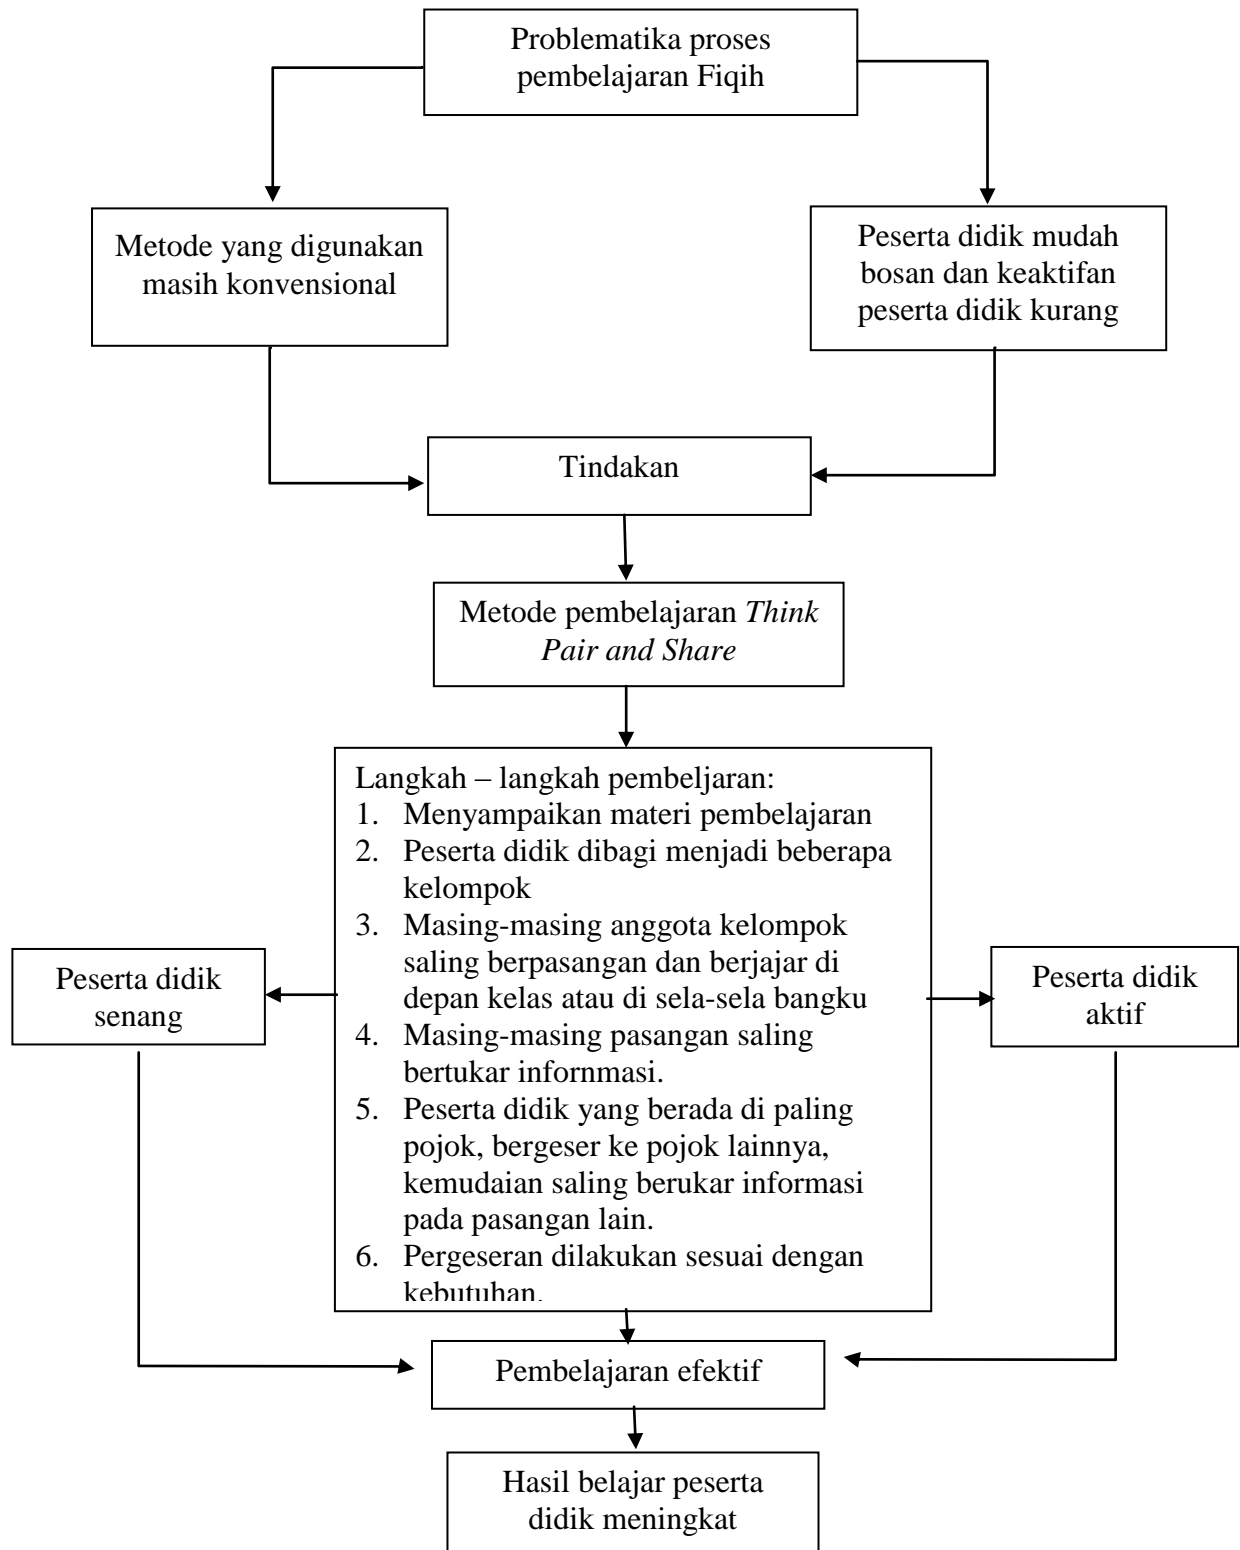 Problematika proses
pembelajaran Fiqih
Metode yang digunakan
masih konvensional
Peserta didik mudah
bosan dan keaktifan
peserta didik kurang
Tindakan
Metode pembelajaran Think
Pair and Share
Langkah – langkah pembeljaran:
1. Menyampaikan materi pembelajaran
2. Peserta didik dibagi menjadi beberapa
kelompok
3. Masing-masing anggota kelompok
saling berpasangan dan berjajar di
depan kelas atau di sela-sela bangku
4. Masing-masing pasangan saling
bertukar infornmasi.
5. Peserta didik yang berada di paling
pojok, bergeser ke pojok lainnya,
kemudaian saling berukar informasi
pada pasangan lain.
6. Pergeseran dilakukan sesuai dengan
kebutuhan.
Peserta didik
senang
Peserta didik
aktif
Pembelajaran efektif
Hasil belajar peserta
didik meningkat